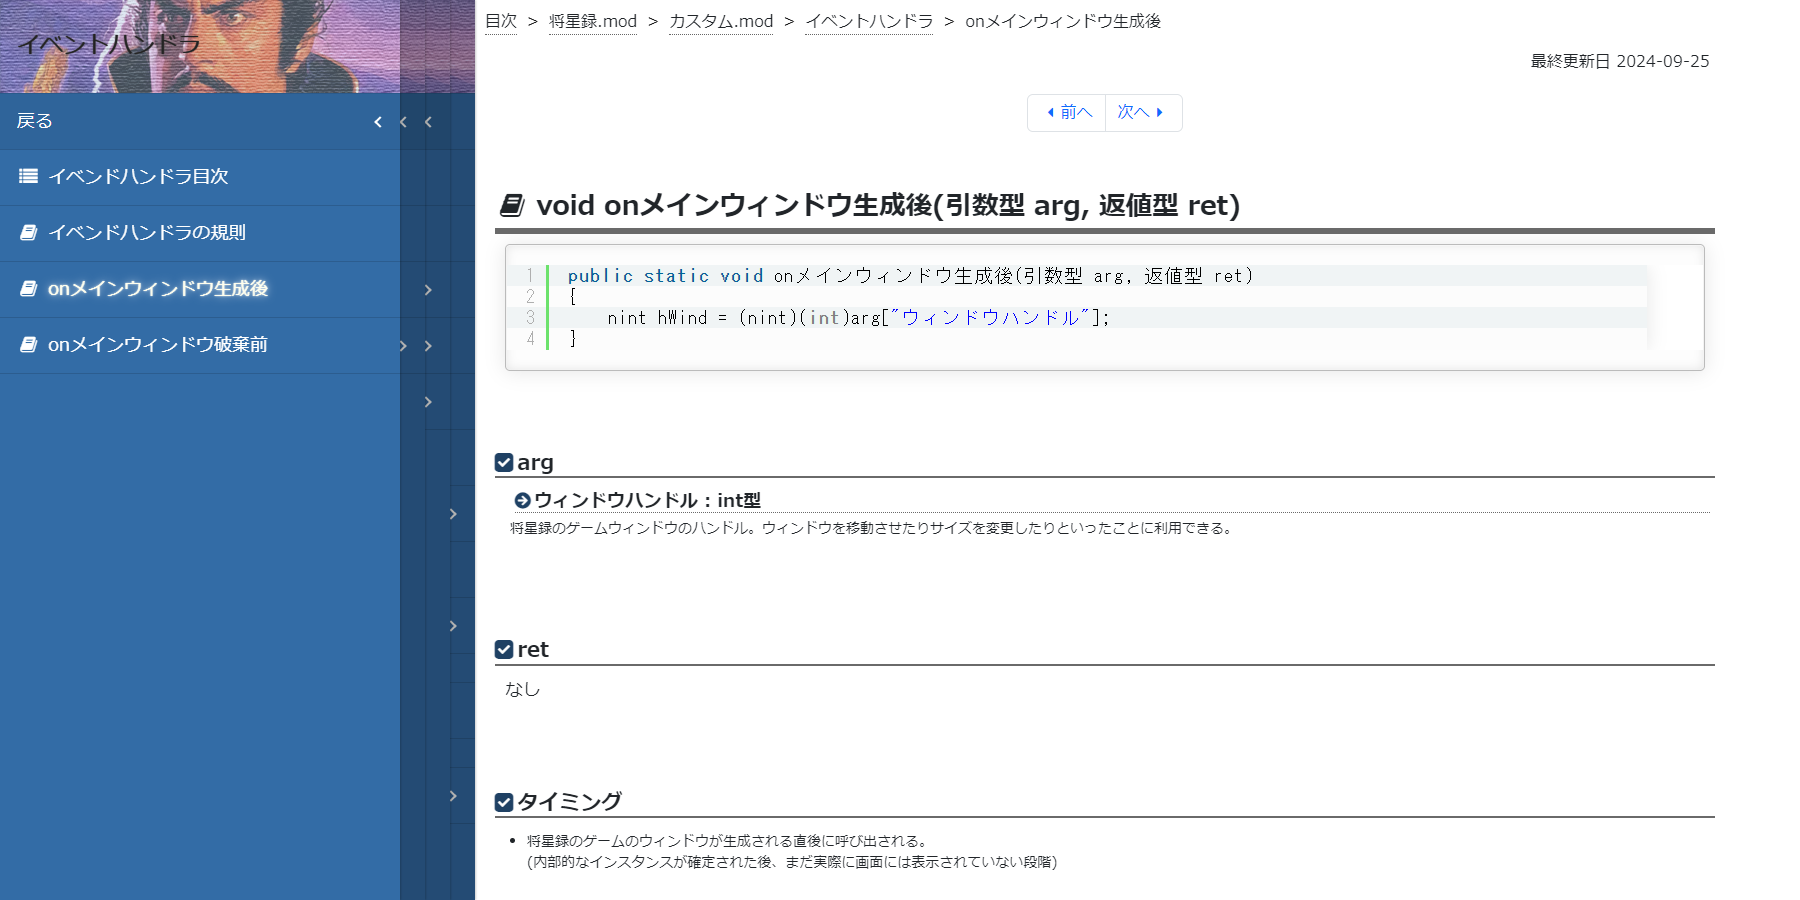 イベントハンドラ
戻る
イベンドハンドラ目次
イベンドハンドラの規則
onメインウィンドウ生成後
onメインウィンドウ破棄前
目次 > 将星録.mod > カスタム.mod > イベントハンドラ > onメインウィンドウ生成後
最終更新日 2024-09-25
前へ 次へ
void onメインウィンドウ生成後(引数型 arg, 返値型 ret)
1 public static void onメインウィンドウ生成後(引数型 arg, 返値型 ret)
2 {
3 nint hWind = (nint)(int)arg["ウィンドウハンドル"];
4 }
arg
ウィンドウハンドル : int型
将星録のゲームウィンドウのハンドル。ウィンドウを移動させたりサイズを変更したりといったことに利用できる。
ret
なし
タイミング
• 将星録のゲームのウィンドウが生成される直後に呼び出される。
(内部的なインスタンスが確定された後、まだ実際に画面には表示されていない段階)